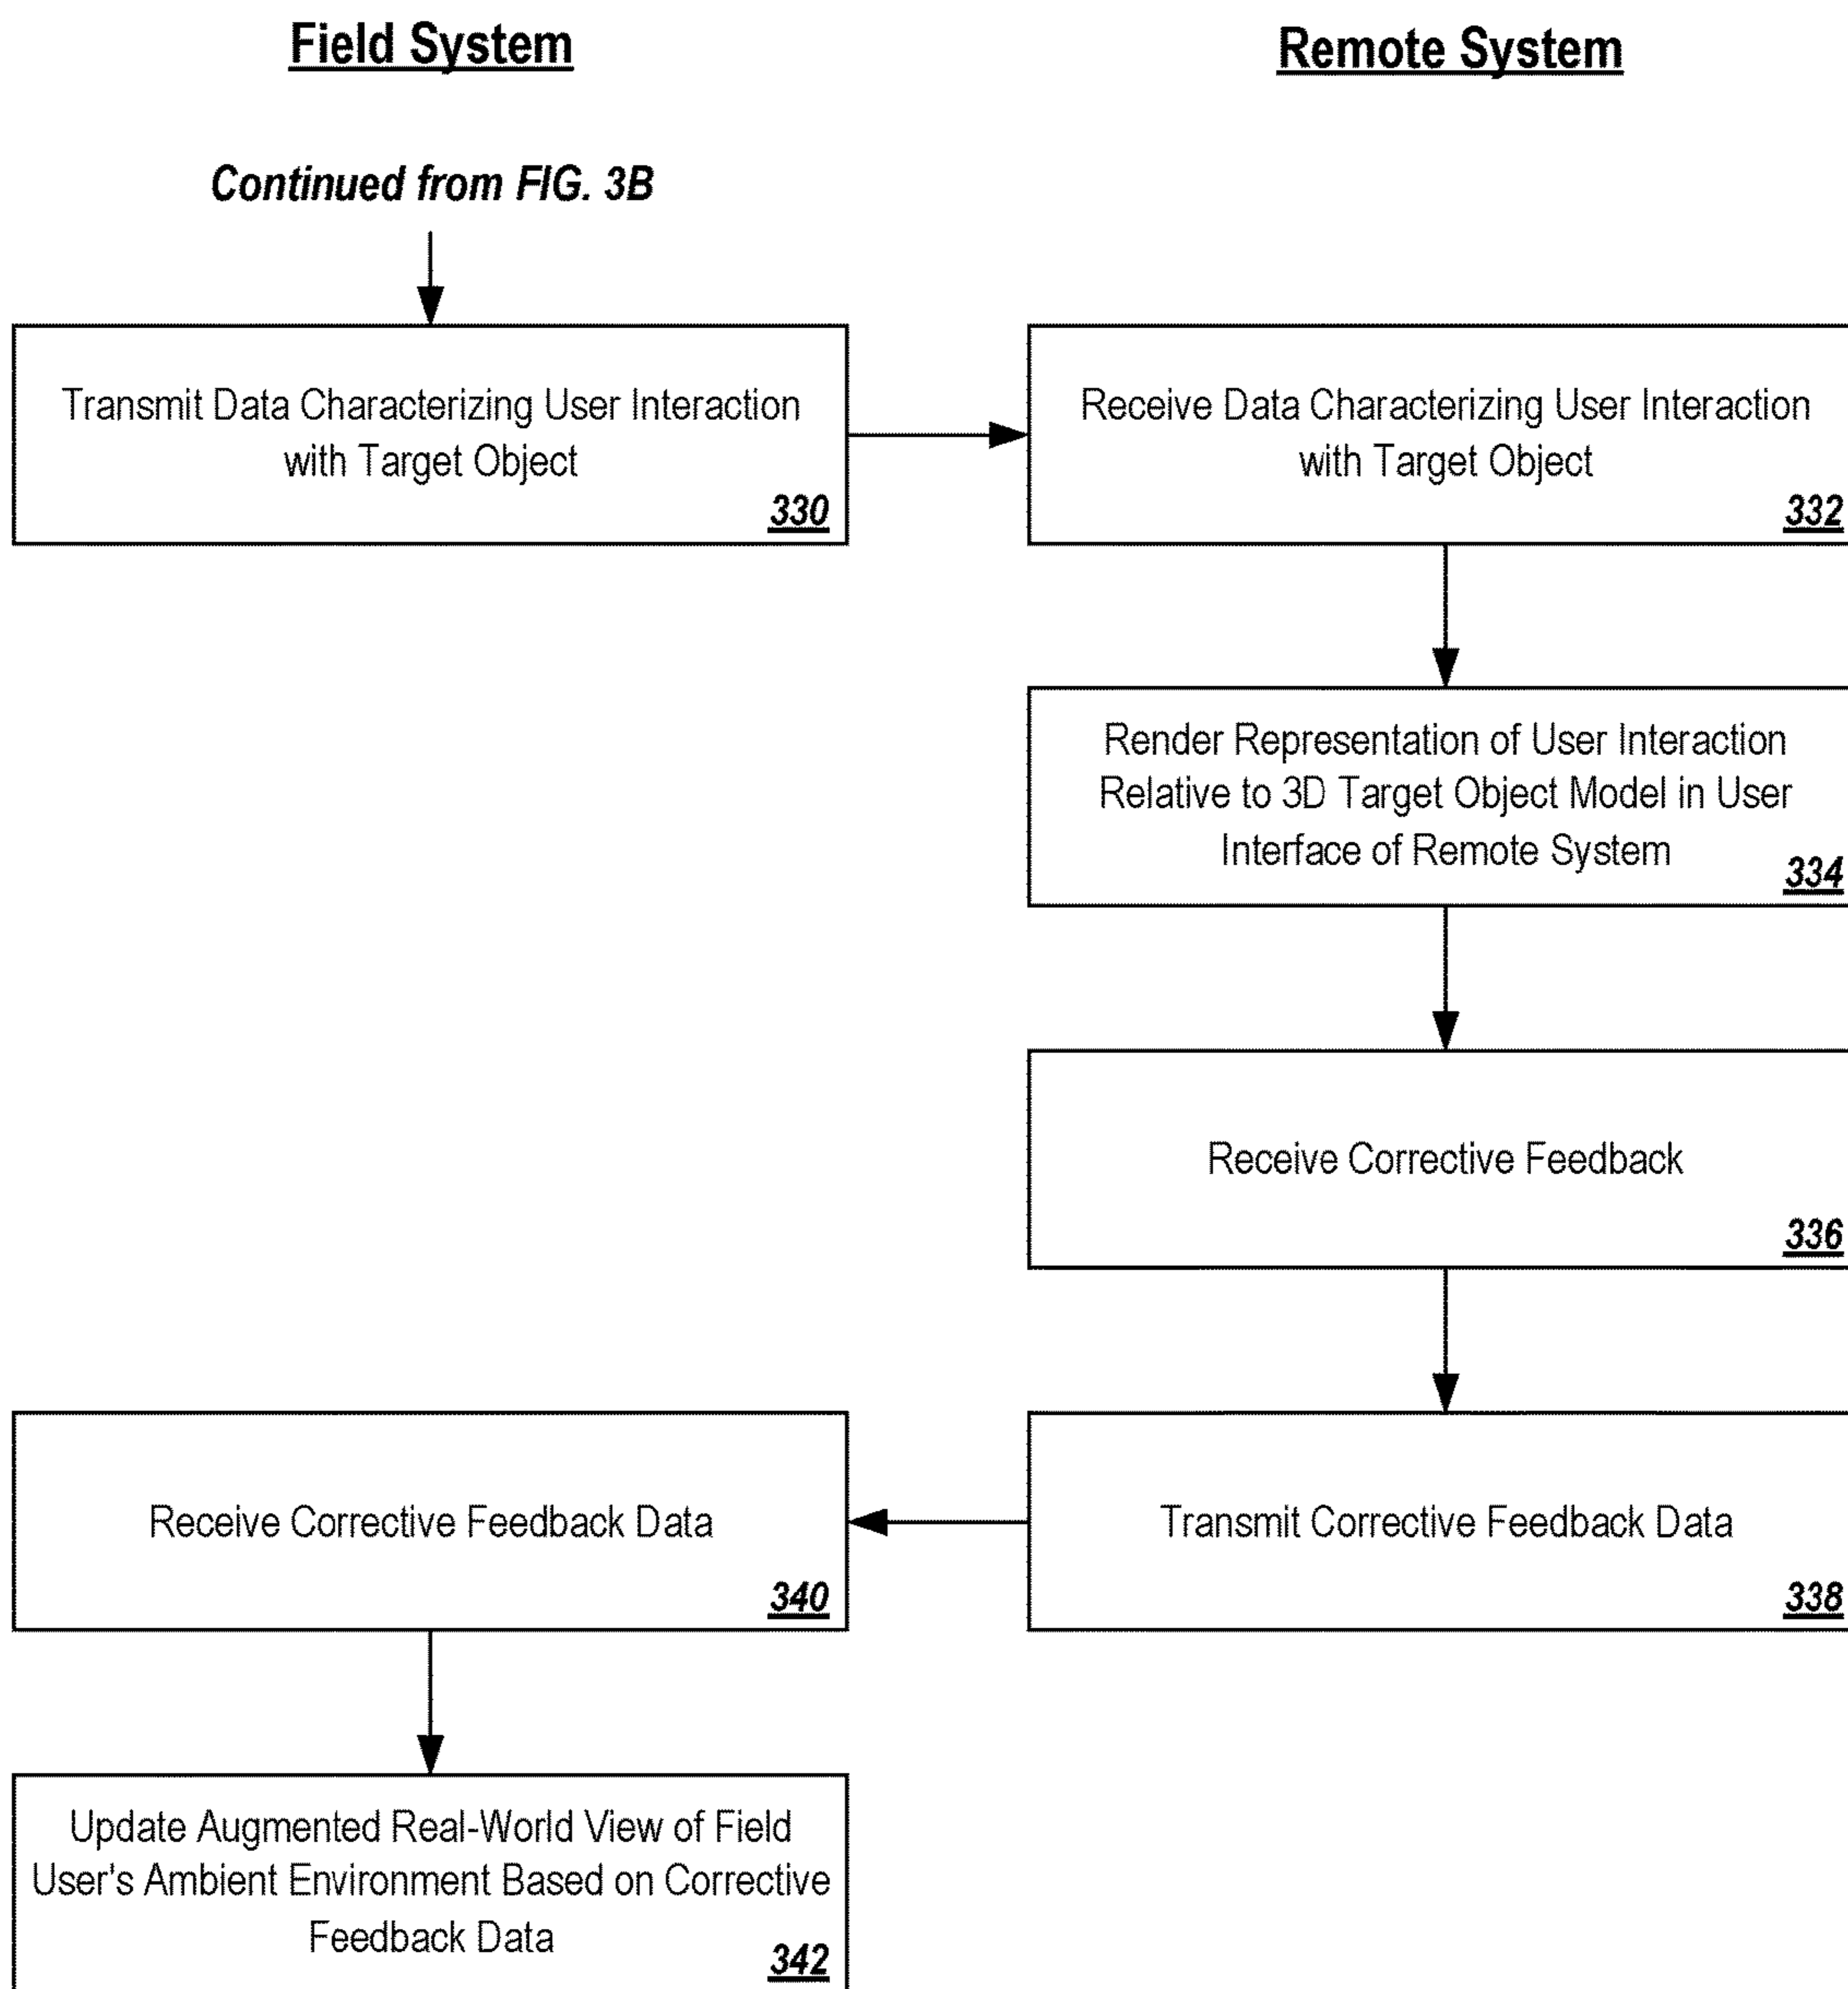 Field System
Remote System
Continued from FIG. 3B
Transmit Data Characterizing User Interaction
with Target Object
330
Receive Data Characterizing User Interaction
with Target Object
332
Render Representation of User Interaction
Relative to 3D Target Object Model in User
Interface of Remote System
334
Receive Corrective Feedback
336
Receive Corrective Feedback Data
340
Transmit Corrective Feedback Data
338
Update Augmented Real-World View of Field
User's Ambient Environment Based on Corrective
Feedback Data
342